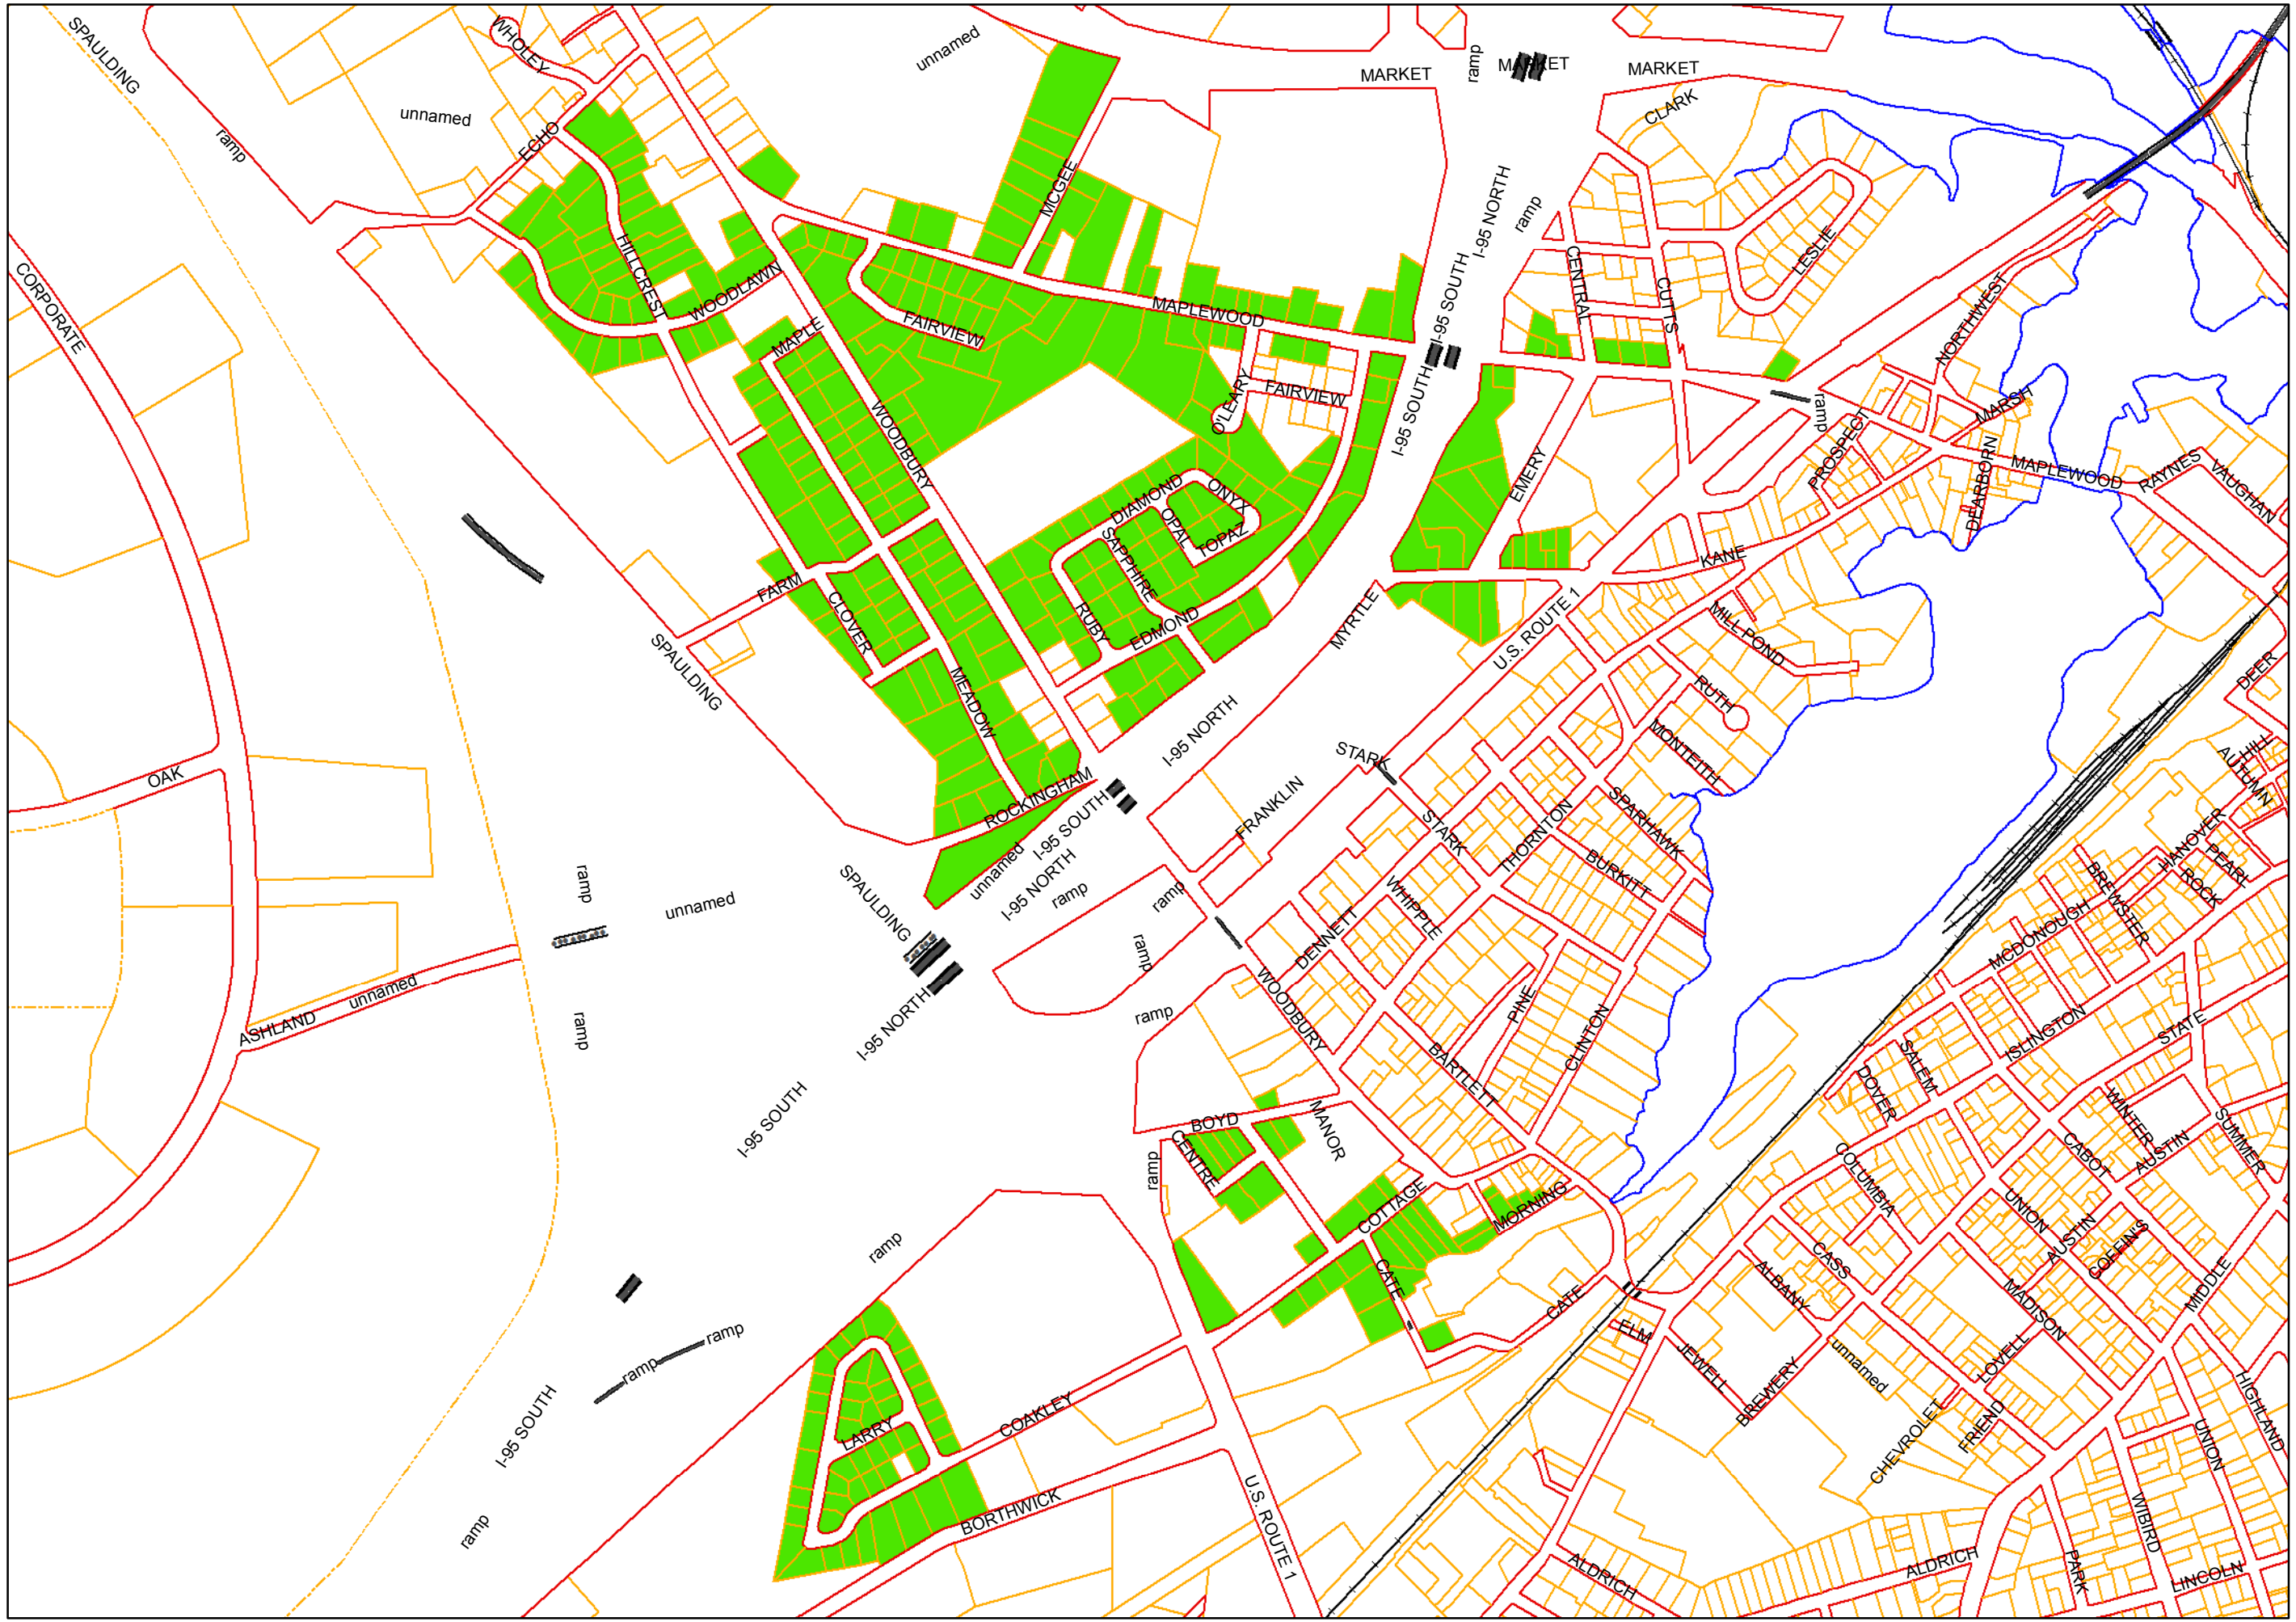 SPAULDING
WHOLEY
unnamed
MARKET
ramp
MARKET
MARKET
unnamed
CLARK
ramp
ECHO
MCGEE
I-95 NORTH
ramp
HILLCREST
WOODLAWN
CORPORATE
FAIRVIEW
MAPLEWOOD
I-95 SOUTH
CENTRAL
CUTTS
LESLIE
NORTHWEST
MAPLE
WOODBURY
O'LEARY
FAIRVIEW
I-95 SOUTH
ramp
PROSPECT
MARSH
DEARBORN
MAPLEWOOD
RAYNES
VAUGHAN
EMERY
DIAMOND
ONYX
OPAL
TOPAZ
SAPPHIRE
RUBY
EDMOND
KANE
FARM
CLOVER
MEADOW
SPAULDING
MYRTLE
U.S. ROUTE 1
MILL POND
RUTH
MONTEITH
DEER
HILL
AUTUMN
I-95 NORTH
STARK
OAK
ROCKINGHAM
I-95 SOUTH
unnamed
I-95 NORTH
ramp
FRANKLIN
STARK
THORNTON
SPARHAWK
BURKITT
HANOVER
PEARL
ROCK
BREWSTER
MCDONOUGH
ramp
unnamed
SPAULDING
ramp
ramp
DENNETT
WHIPPLE
WOODBURY
PINE
CLINTON
ISLINGTON
STATE
ASHLAND
unnamed
ramp
I-95 NORTH
ramp
BARTLETT
SALEM
DOVER
WINTER
SUMMER
I-95 SOUTH
BOYD
CENTRE
MANOR
ramp
COLUMBIA
CABOT
AUSTIN
COTTAGE
MORNING
UNION
AUSTIN
COFFIN'S
ramp
CATE
CATE
CASS
ALBANY
MADISON
MIDDLE
ramp
ramp
ELM
JEWELL
unnamed
LOVELL
BREWERY
HIGHLAND
I-95 SOUTH
LARRY
COAKLEY
CHEVROLET
FRIEND
UNION
ramp
BORTHWICK
U.S. ROUTE 1
WIBIRD
ALDRICH
ALDRICH
PARK
LINCOLN